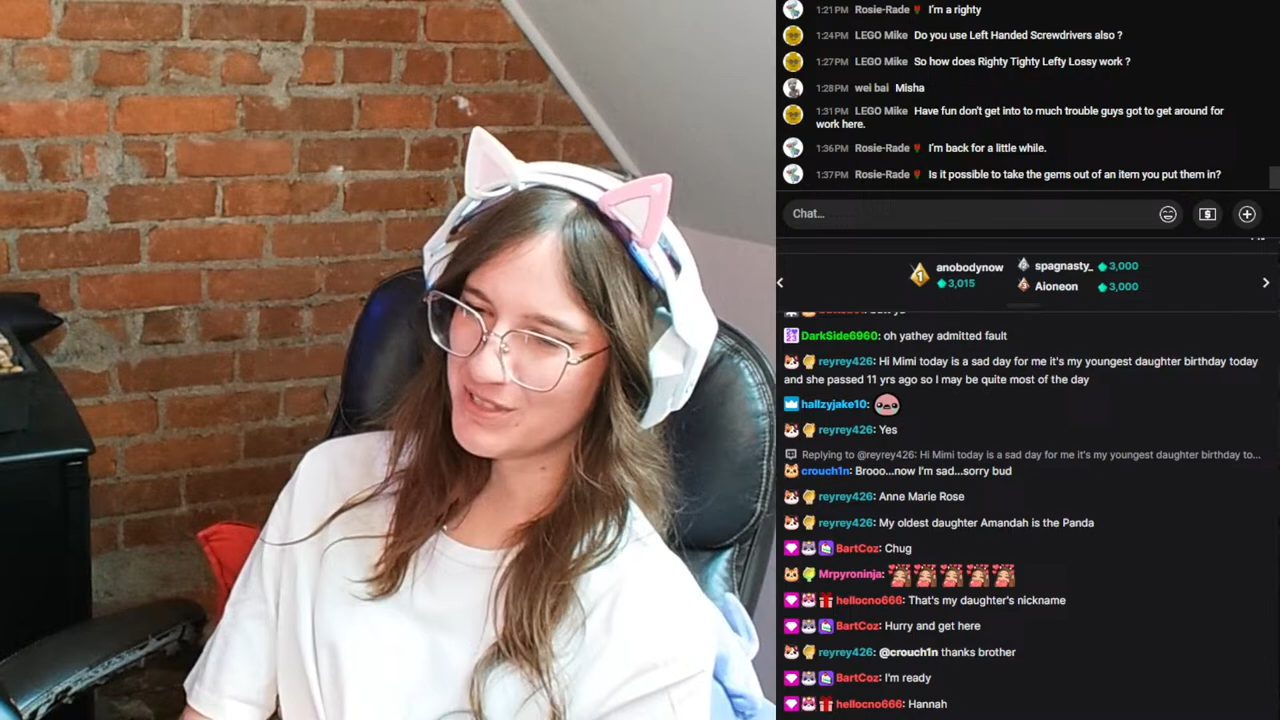 1:21 PM Rosie-Rade I'm a righty
1:24 PM LEGO Mike Do you use Left Handed Screwdrivers also ?
1:27 PM LEGO Mike So how does Righty Tighty Lefty Lossy work ?
1:28 PM wei bai Misha
1:31 PM LEGO Mike Have fun don't get into to much trouble guys got to get around for
work here.
1:36 PM Rosie-Rade I'm back for a little while.
1:37 PM Rosie-Rade Is it possible to take the gems out of an item you put them in?
Chat...
1 anobodynow 3,015
spagnasty_ 3,000
3 Aioneon 3,000
DarkSide6960: oh yathey admitted fault
reyrey426: Hi Mimi today is a sad day for me it's my youngest daughter birthday today
and she passed 11 yrs ago so I may be quite most of the day
hallzyjake10:
reyrey426: Yes
Replying to @reyrey426: Hi Mimi today is a sad day for me it's my youngest daughter birthday to...
crouch1n: Brooo...now I'm sad...sorry bud
reyrey426: Anne Marie Rose
reyrey426: My oldest daughter Amandah is the Panda
BartCoz: Chug
Mrpyroninja:
hellocno666: That's my daughter's nickname
BartCoz: Hurry and get here
reyrey426: @crouch1n thanks brother
BartCoz: I'm ready
hellocno666: Hannah